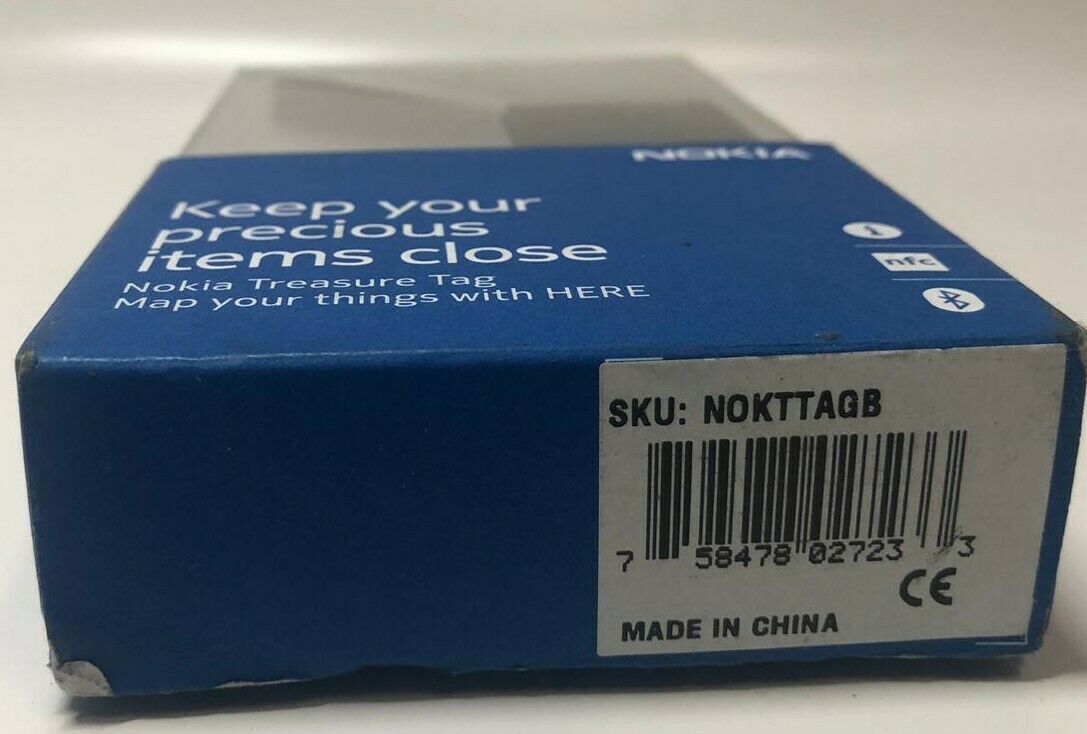 NOKIA
Keep your
precious
items close
Nokia Treasure Tag
Map your things with HERE
i
nfc
SKU: NOKTTAGB
7 58478 02723 3
CE
MADE IN CHINA